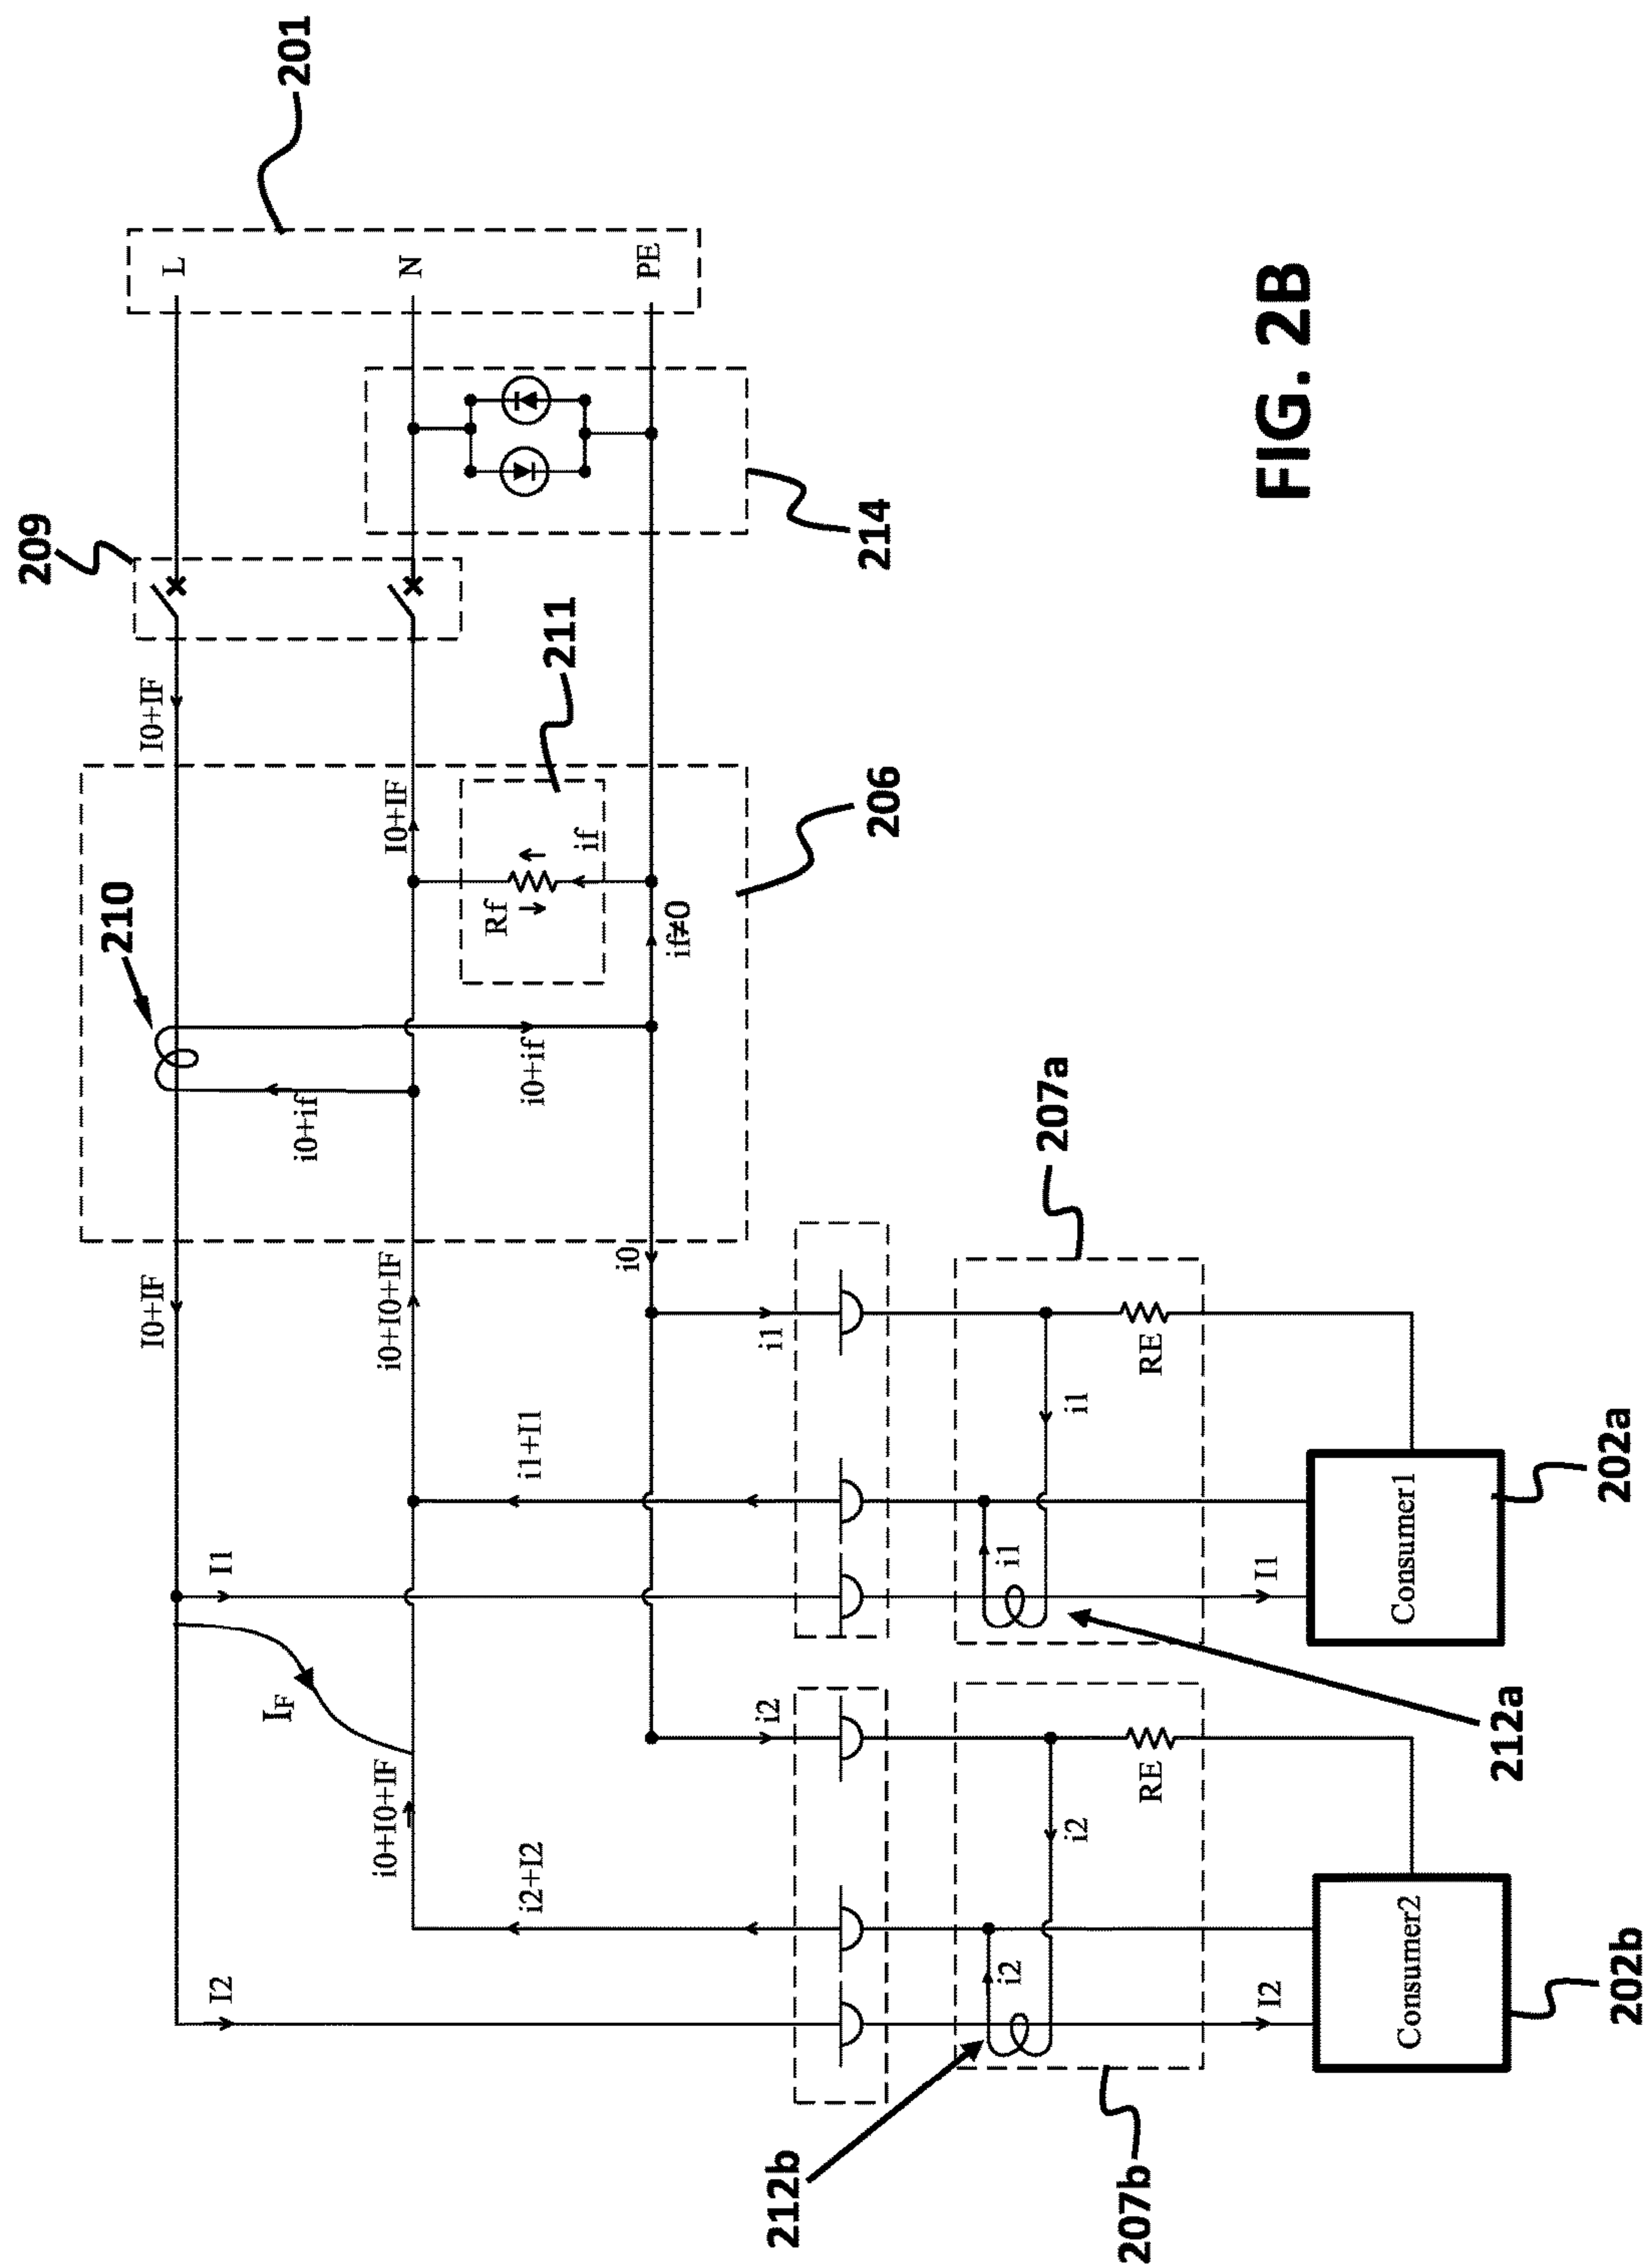 201
L
N
PE
209
214
FIG. 2B
211
I0+IF
I0+IF
206
210
Rf
if
if≠0
i0+if
i0+if
207a
I0+IF
i0+I0+IF
i0
i1
RE
i1+I1
i1
I1
i1
I1
Consumer1
202a
IF
i2
212a
i0+I0+IF
RE
i2+I2
i2
I2
i2
I2
Consumer2
202b
212b
207b